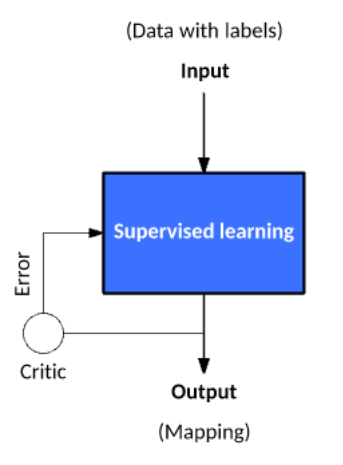 (Data with labels)
Input
Supervised learning
Error
Critic
Output
(Mapping)